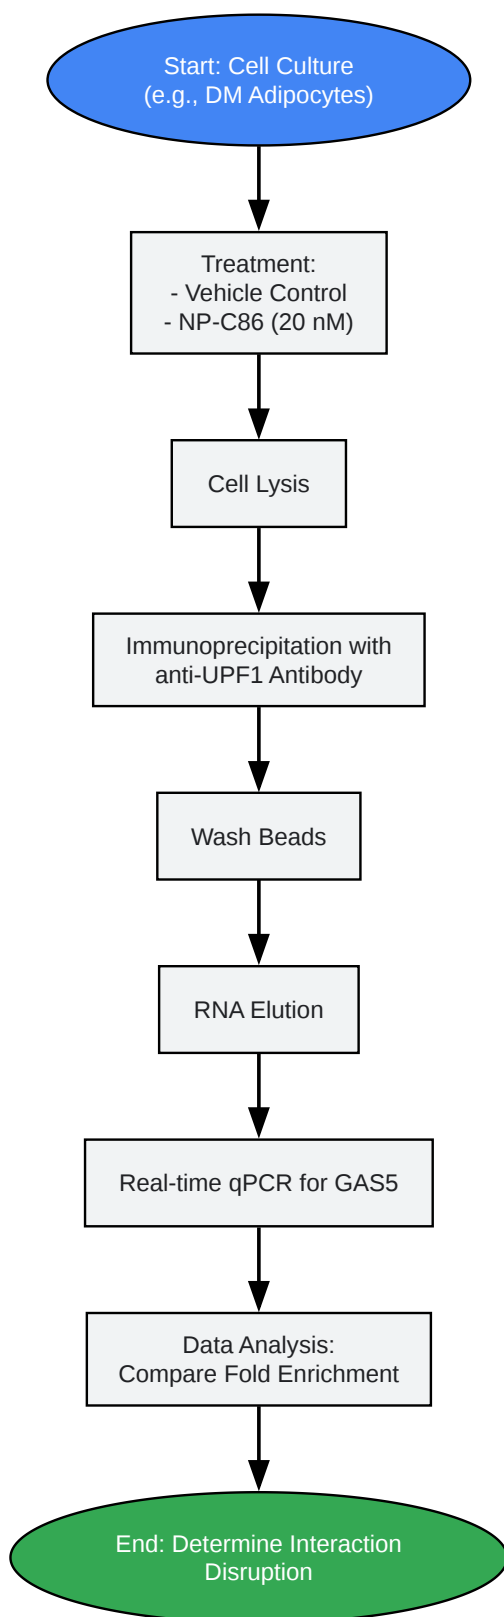 Start: Cell Culture
(e.g., DM Adipocytes)
Treatment:
- Vehicle Control
- NP-C86 (20 nM)
Cell Lysis
Immunoprecipitation with
anti-UPF1 Antibody
Wash Beads
RNA Elution
Real-time qPCR for GAS5
Data Analysis:
Compare Fold Enrichment
End: Determine Interaction
Disruption